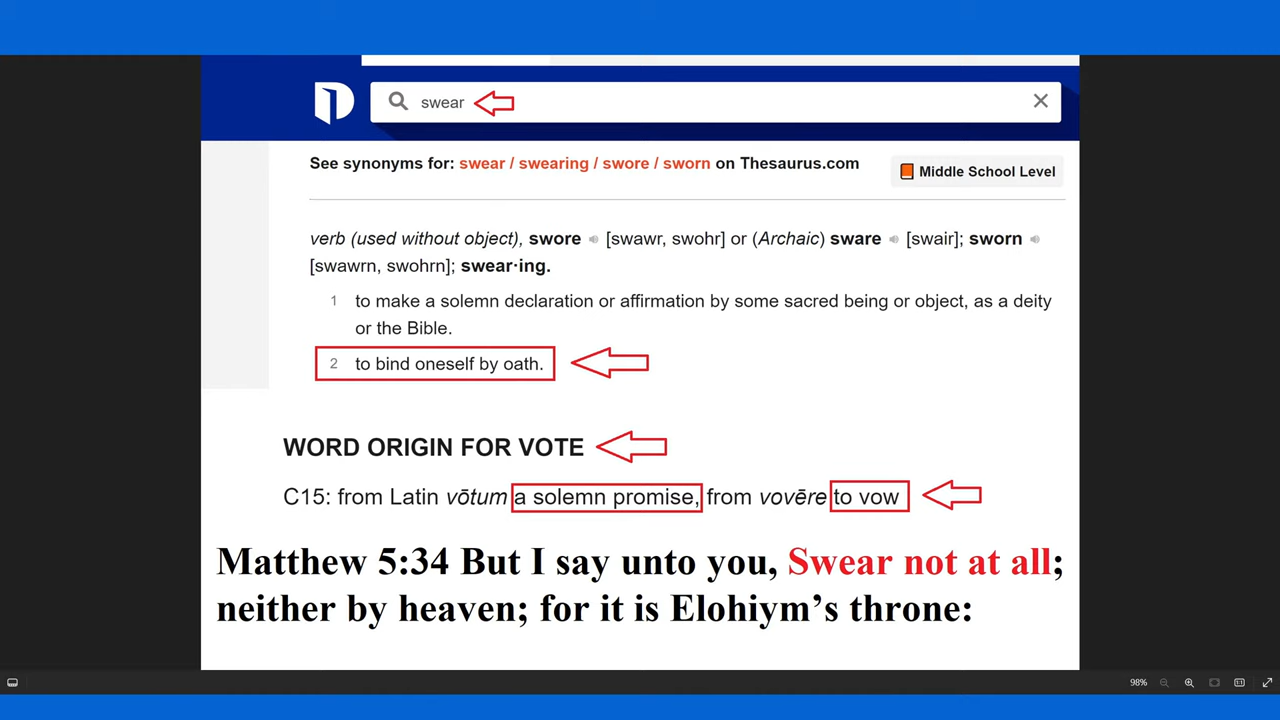 swear
See synonyms for: swear / swearing / swore / sworn on Thesaurus.com
Middle School Level
verb (used without object), swore [swawr, swohr] or (Archaic) sware [swair]; sworn
[swawrn, swohrn]; swear·ing.
1 to make a solemn declaration or affirmation by some sacred being or object, as a deity
or the Bible.
2 to bind oneself by oath.
WORD ORIGIN FOR VOTE
C15: from Latin vōtum a solemn promise, from vovēre to vow
Matthew 5:34 But I say unto you, Swear not at all;
neither by heaven; for it is Elohiym’s throne:
98%